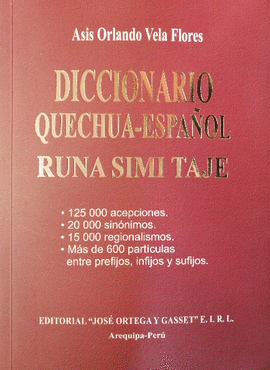 Asis Orlando Vela Flores
DICCIONARIO
QUECHUA-ESPAÑOL
RUNA SIMI TAJE
• 125 000 acepciones.
• 20 000 sinónimos.
• 15 000 regionalismos.
• Más de 600 partículas
entre prefijos, infijos y sufijos.
EDITORIAL "JOSÉ ORTEGA Y GASSET" E. I. R. L.
Arequipa-Perú